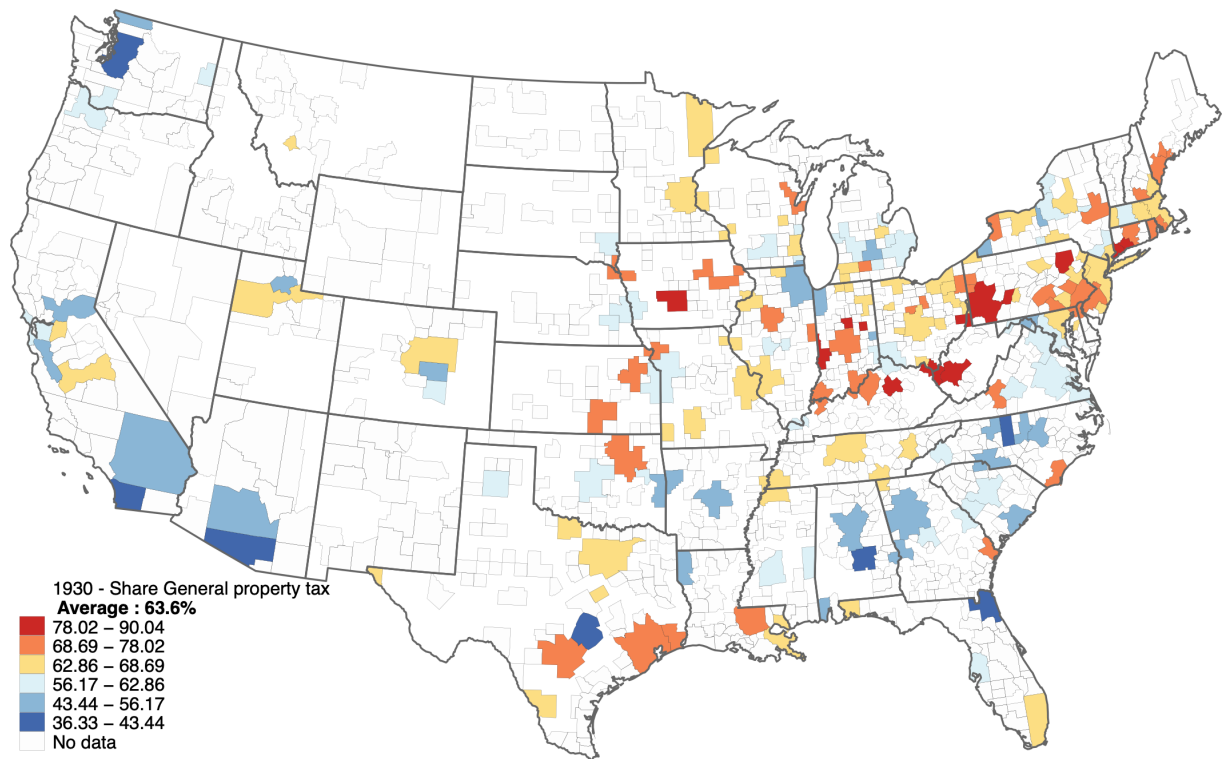 1930 - Share General property tax
Average : 63.6%
78.02 – 90.04
68.69 – 78.02
62.86 – 68.69
56.17 – 62.86
43.44 – 56.17
36.33 – 43.44
No data